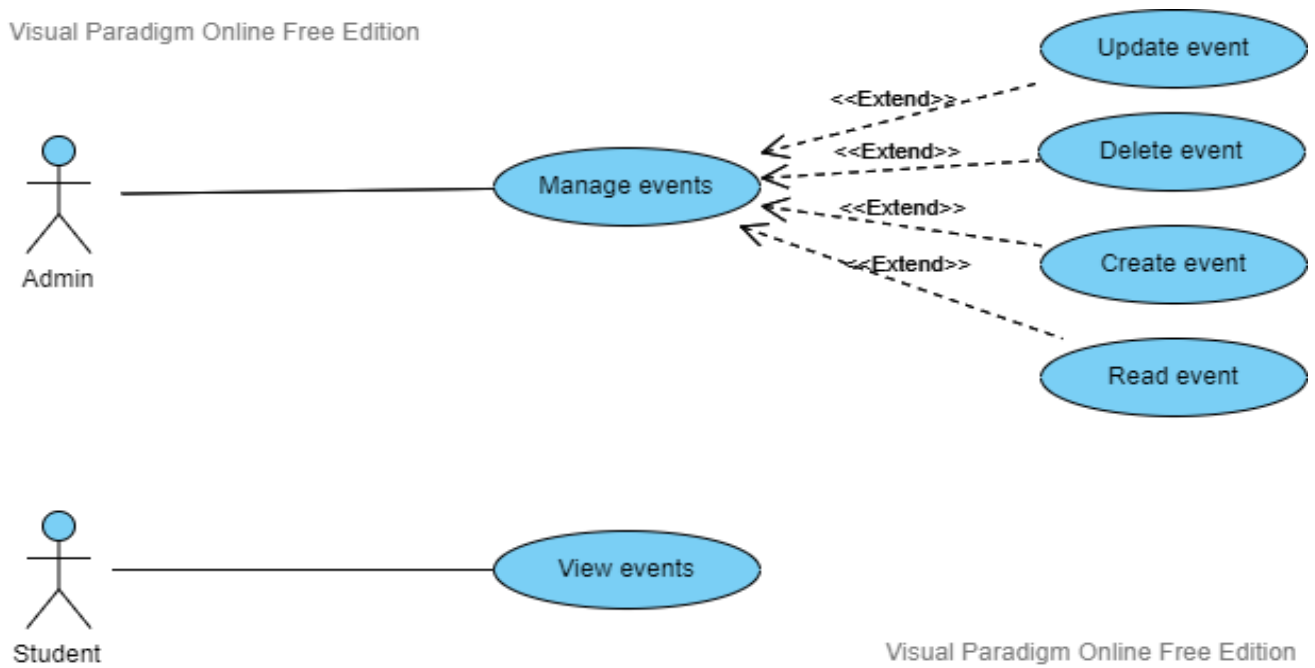 Visual Paradigm Online Free Edition
Update event
<<Extend>>
Delete event
<<Extend>>
Manage events
<<Extend>>
Create event
<<Extend>>
Admin
Read event
View events
Student
Visual Paradigm Online Free Edition